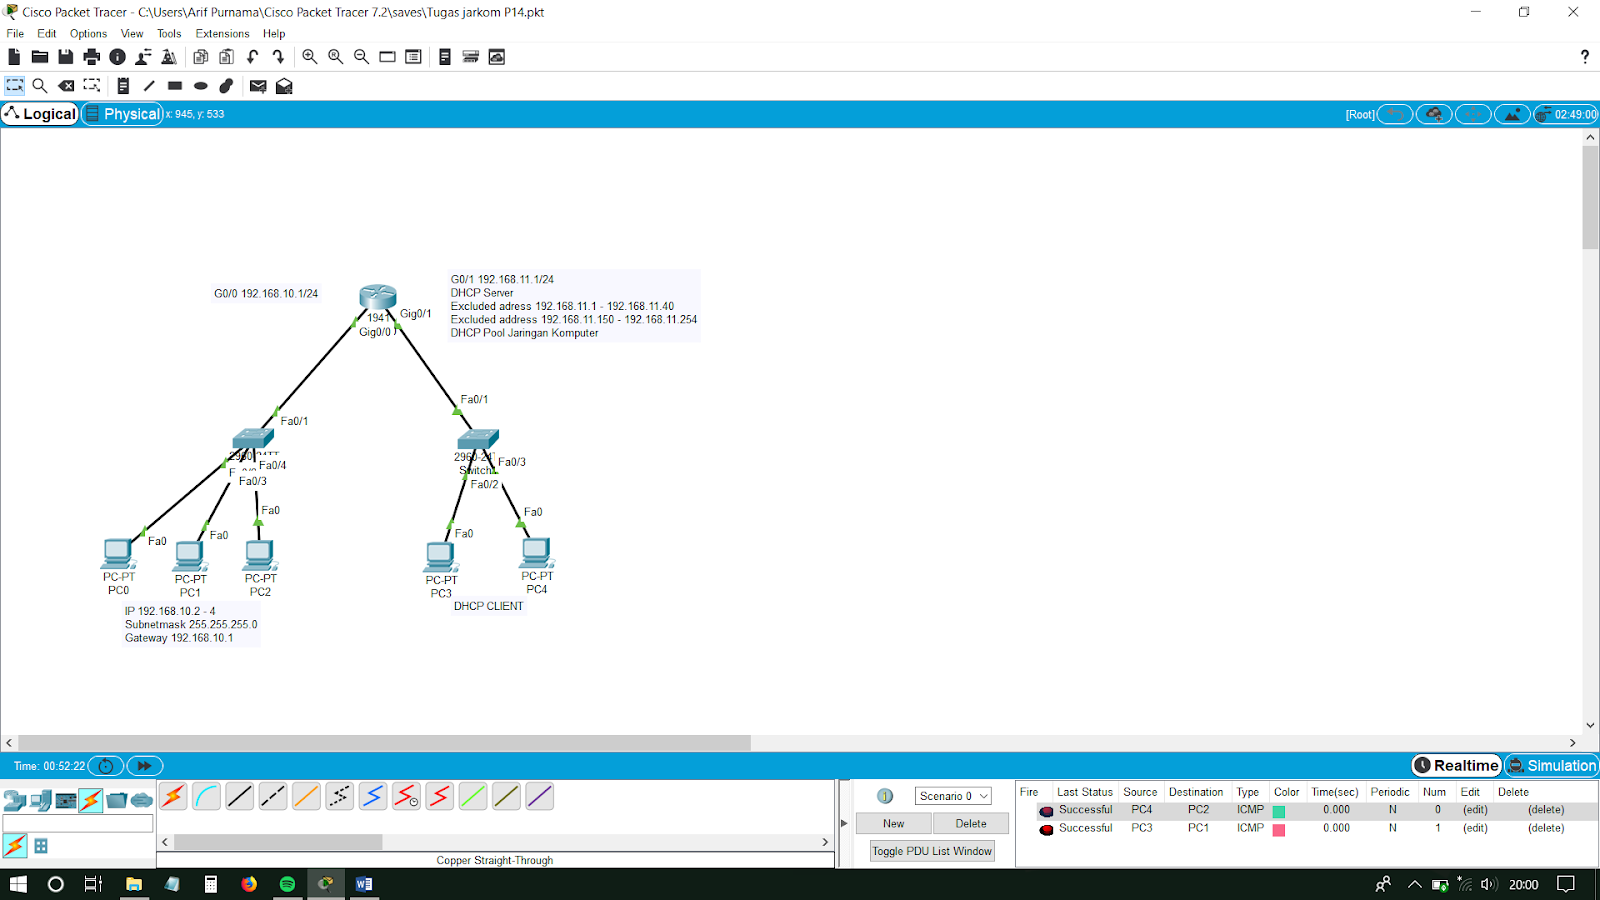 Cisco Packet Tracer - C:\Users\Arif Purnama\Cisco Packet Tracer 7.2\saves\Tugas jarkom P14.pkt
File Edit Options View Tools Extensions Help
?
Logical Physical x: 945, y: 533 [Root] 02:49:00
G0/0 192.168.10.1/24
G0/1 192.168.11.1/24
DHCP Server
Excluded adress 192.168.11.1 - 192.168.11.40
Excluded address 192.168.11.150 - 192.168.11.254
DHCP Pool Jaringan Komputer
1941
Gig0/1
Gig0/0
Fa0/1
Fa0/1
Fa0/4
Fa0/3
Fa0/3
Fa0/2
Fa0
Fa0
Fa0
Fa0
Fa0
PC-PT
PC0
PC-PT
PC1
PC-PT
PC2
PC-PT
PC3
PC-PT
PC4
DHCP CLIENT
IP 192.168.10.2 - 4
Subnetmask 255.255.255.0
Gateway 192.168.10.1
Time: 00:52:22 Realtime Simulation
Scenario 0
New Delete
Toggle PDU List Window
Fire Last Status Source Destination Type Color Time(sec) Periodic Num Edit Delete
Successful PC4 PC2 ICMP 0.000 N 0 (edit) (delete)
Successful PC3 PC1 ICMP 0.000 N 1 (edit) (delete)
Copper Straight-Through
20:00